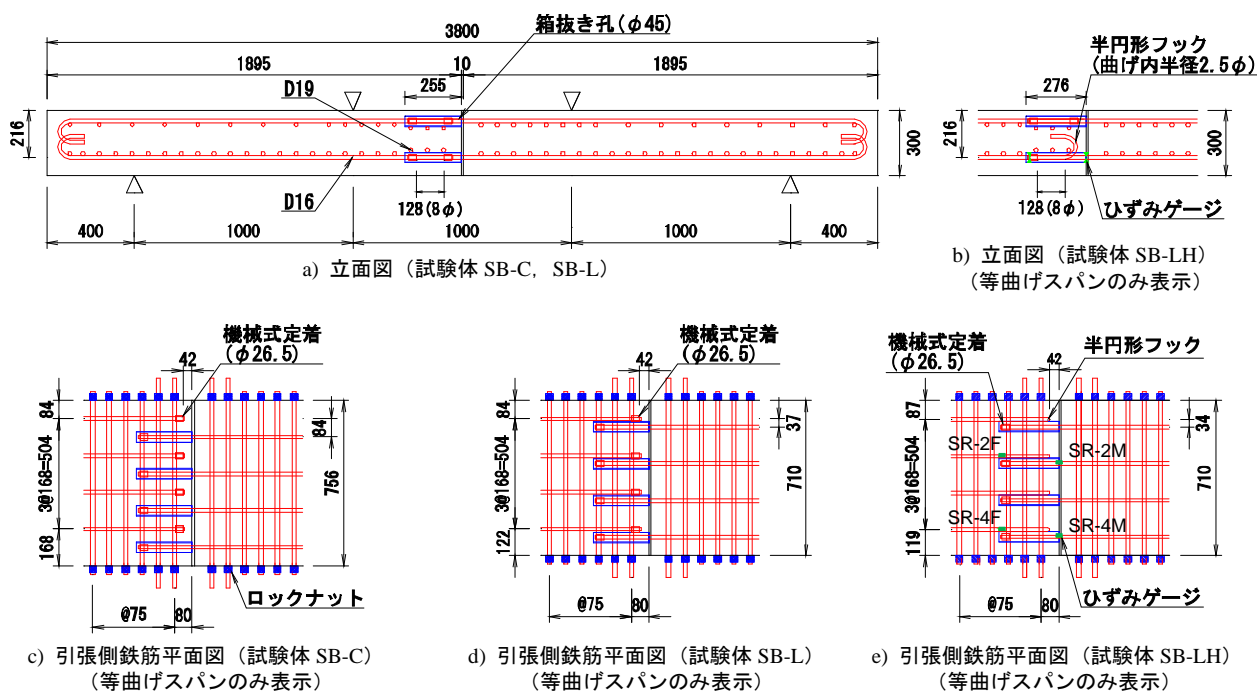 箱抜き孔(φ45)
3800
1895
10
1895
D19
255
216
300
D16
128(8φ)
400
1000
1000
1000
400
a) 立面図（試験体 SB-C，SB-L）
半円形フック
(曲げ内半径2.5φ)
276
216
300
128(8φ)
ひずみゲージ
b) 立面図（試験体 SB-LH）
（等曲げスパンのみ表示）
機械式定着
(φ26.5)
42
84
84
3@168=504
756
168
ロックナット
@75
80
c) 引張側鉄筋平面図（試験体 SB-C）
（等曲げスパンのみ表示）
機械式定着
(φ26.5)
42
84
37
3@168=504
710
122
@75
80
d) 引張側鉄筋平面図（試験体 SB-L）
（等曲げスパンのみ表示）
機械式定着
(φ26.5)
42
半円形フック
87
34
3@168=504
SR-2F
SR-2M
710
SR-4F
SR-4M
119
@75
80
ひずみゲージ
e) 引張側鉄筋平面図（試験体 SB-LH）
（等曲げスパンのみ表示）